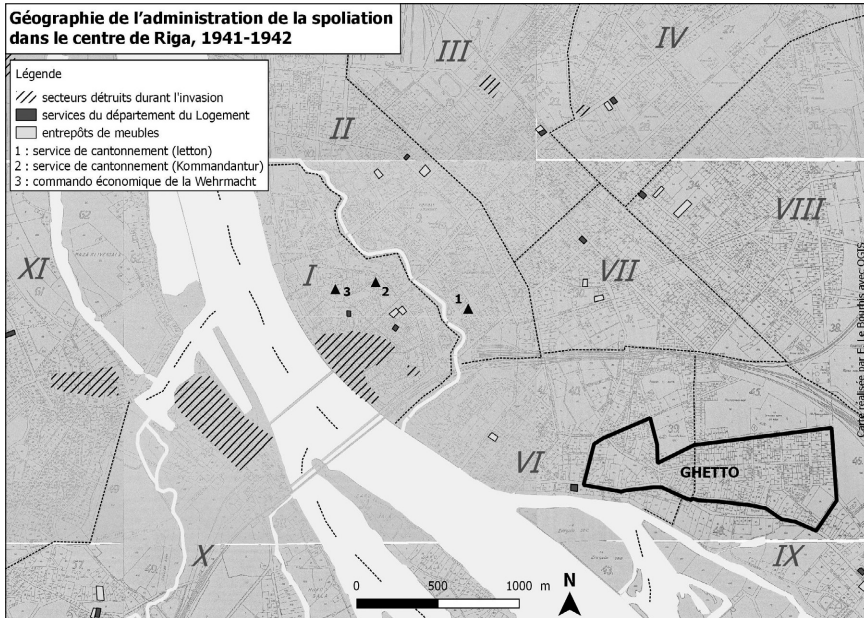 Géographie de l'administration de la spoliation
dans le centre de Riga, 1941-1942
Légende
secteurs détruits durant l'invasion
services du département du Logement
entrepôts de meubles
1 : service de cantonnement (letton)
2 : service de cantonnement (Kommandantur)
3 : commando économique de la Wehrmacht
III
IV
II
VIII
XI
I
VII
3
2
1
VI
GHETTO
X
IX
0 500 1000 m
N
Carte réalisée par E. Le Bourhis avec QGIS